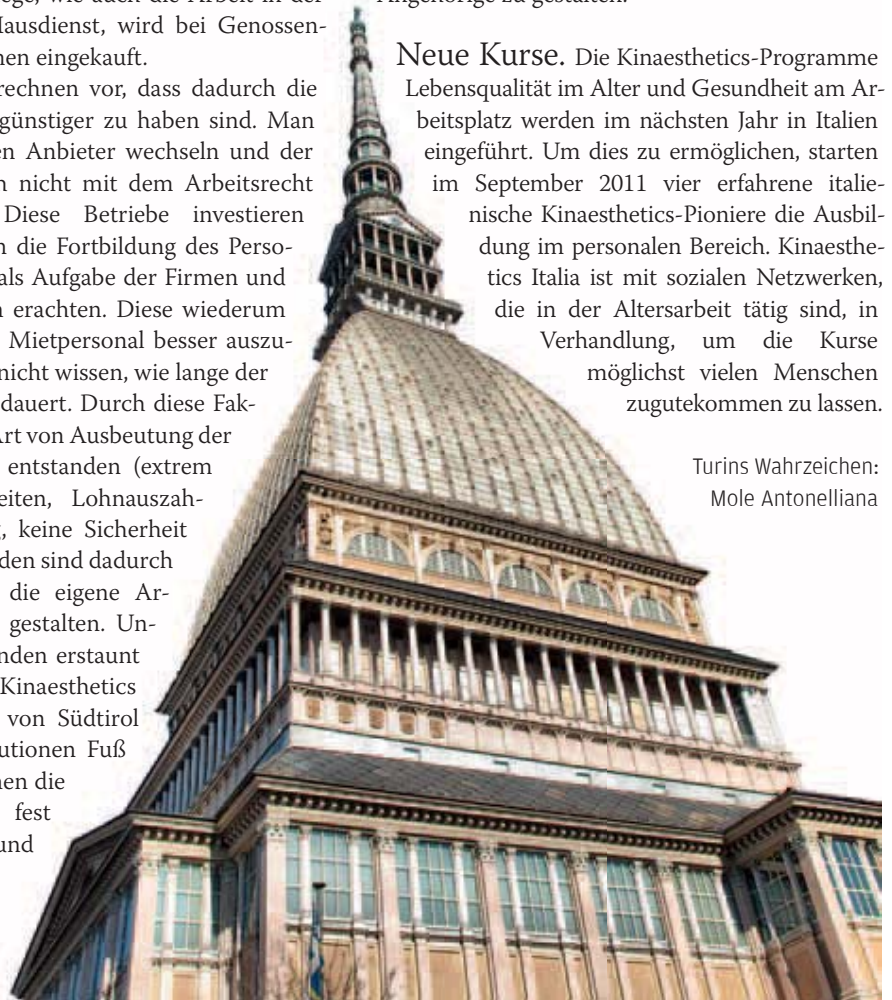 Hausdienst, wird bei Genossen-
eingekauft.
rechnen vor, dass dadurch die
günstiger zu haben sind. Man
Anbieter wechseln und der
nicht mit dem Arbeitsrecht
Diese Betriebe investieren
die Fortbildung des Perso-
als Aufgabe der Firmen und
erachten. Diese wiederum
Mietpersonal besser auszu-
nicht wissen, wie lange der
dauert. Durch diese Fak-
Art von Ausbeutung der
entstanden (extrem
eiten, Lohnauszah-
keine Sicherheit
den sind dadurch
die eigene Ar-
gestalten. Un-
nden erstaunt
Kinaesthetics
von Südtirol
utionen Fuß
en die
fest
und
Angehörige zu gestalten.
Neue Kurse. Die Kinaesthetics-Programme
Lebensqualität im Alter und Gesundheit am Ar-
beitsplatz werden im nächsten Jahr in Italien
eingeführt. Um dies zu ermöglichen, starten
im September 2011 vier erfahrene italie-
nische Kinaesthetics-Pioniere die Ausbil-
dung im personalen Bereich. Kinaesthe-
tics Italia ist mit sozialen Netzwerken,
die in der Altersarbeit tätig sind, in
Verhandlung, um die Kurse
möglichst vielen Menschen
zugutekommen zu lassen.
Turins Wahrzeichen:
Mole Antonelliana